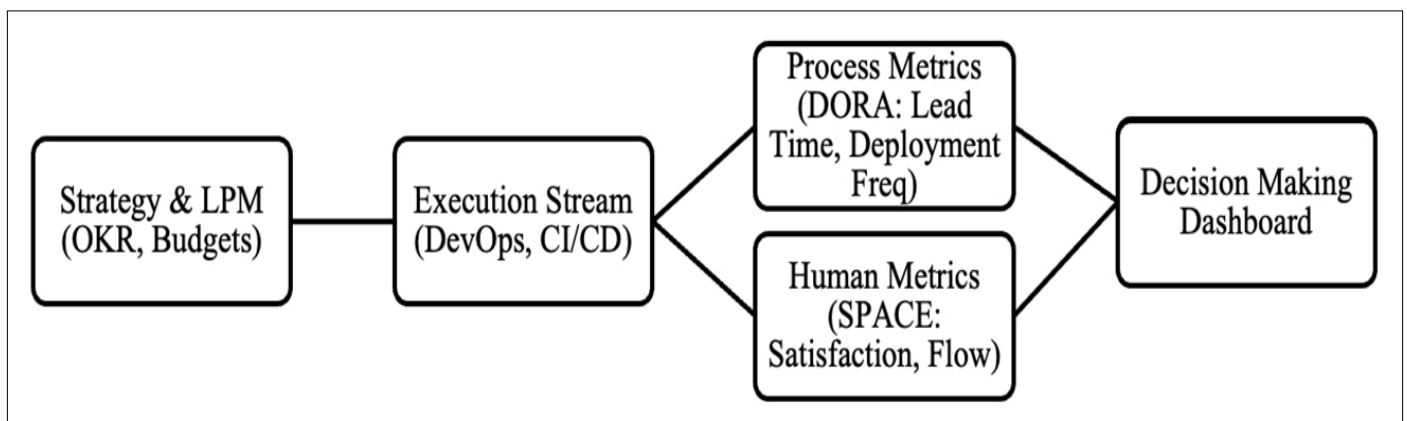 Strategy & LPM
(OKR, Budgets)
Execution Stream
(DevOps, CI/CD)
Process Metrics
(DORA: Lead
Time, Deployment
Freq)
Human Metrics
(SPACE:
Satisfaction, Flow)
Decision Making
Dashboard